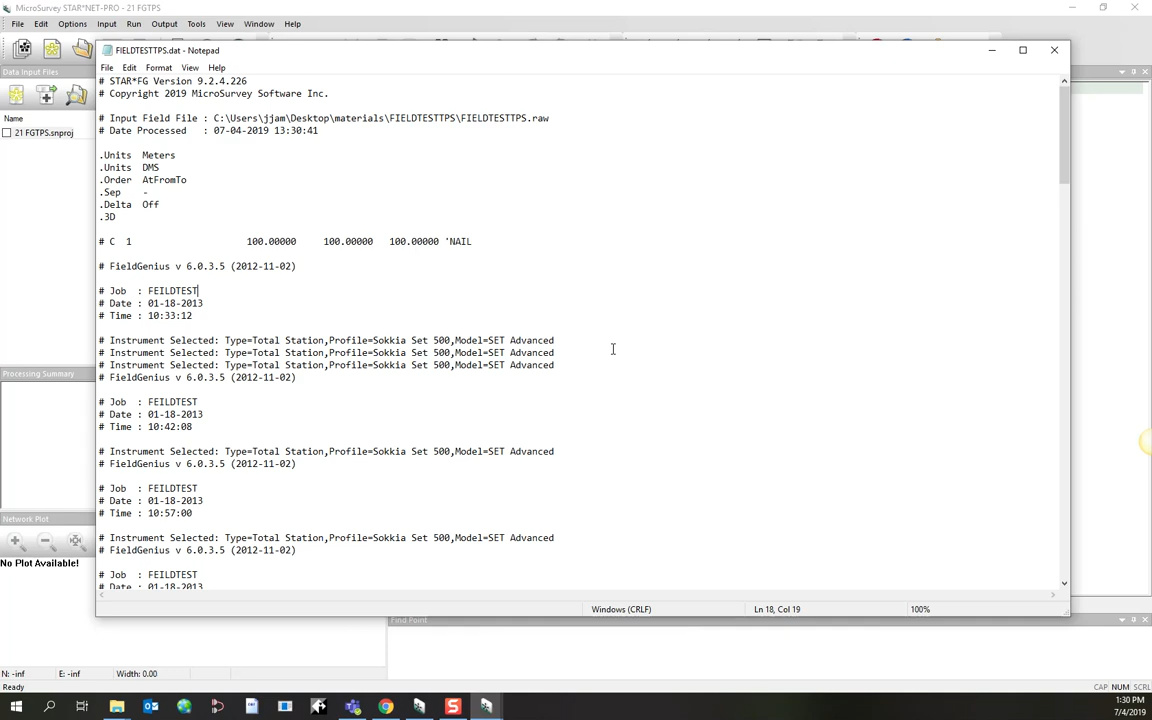 MicroSurvey STAR*NET-PRO - 21 FGTPS
File Edit Options Input Run Output Tools View Window Help
Data Input Files
Name
21 FGTPS.snproj
Processing Summary
Network Plot
No Plot Available!
N: -inf E: -inf Width: 0.00
Ready
FIELDTESTTPS.dat - Notepad
File Edit Format View Help
# STAR*FG Version 9.2.4.226
# Copyright 2019 MicroSurvey Software Inc.
# Input Field File : C:\Users\jjam\Desktop\materials\FIELDTESTTPS\FIELDTESTTPS.raw
# Date Processed : 07-04-2019 13:30:41
.Units Meters
.Units DMS
.Order AtFromTo
.Sep -
.Delta Off
.3D
# C 1 100.00000 100.00000 100.00000 'NAIL
# FieldGenius v 6.0.3.5 (2012-11-02)
# Job : FEILDTEST
# Date : 01-18-2013
# Time : 10:33:12
# Instrument Selected: Type=Total Station,Profile=Sokkia Set 500,Model=SET Advanced
# Instrument Selected: Type=Total Station,Profile=Sokkia Set 500,Model=SET Advanced
# Instrument Selected: Type=Total Station,Profile=Sokkia Set 500,Model=SET Advanced
# FieldGenius v 6.0.3.5 (2012-11-02)
# Job : FEILDTEST
# Date : 01-18-2013
# Time : 10:42:08
# Instrument Selected: Type=Total Station,Profile=Sokkia Set 500,Model=SET Advanced
# FieldGenius v 6.0.3.5 (2012-11-02)
# Job : FEILDTEST
# Date : 01-18-2013
# Time : 10:57:00
# Instrument Selected: Type=Total Station,Profile=Sokkia Set 500,Model=SET Advanced
# FieldGenius v 6.0.3.5 (2012-11-02)
# Job : FEILDTEST
# Date : 01-18-2013
Windows (CRLF) Ln 18, Col 19 100%
Find Point
CAP NUM SCRL
1:30 PM
7/4/2019